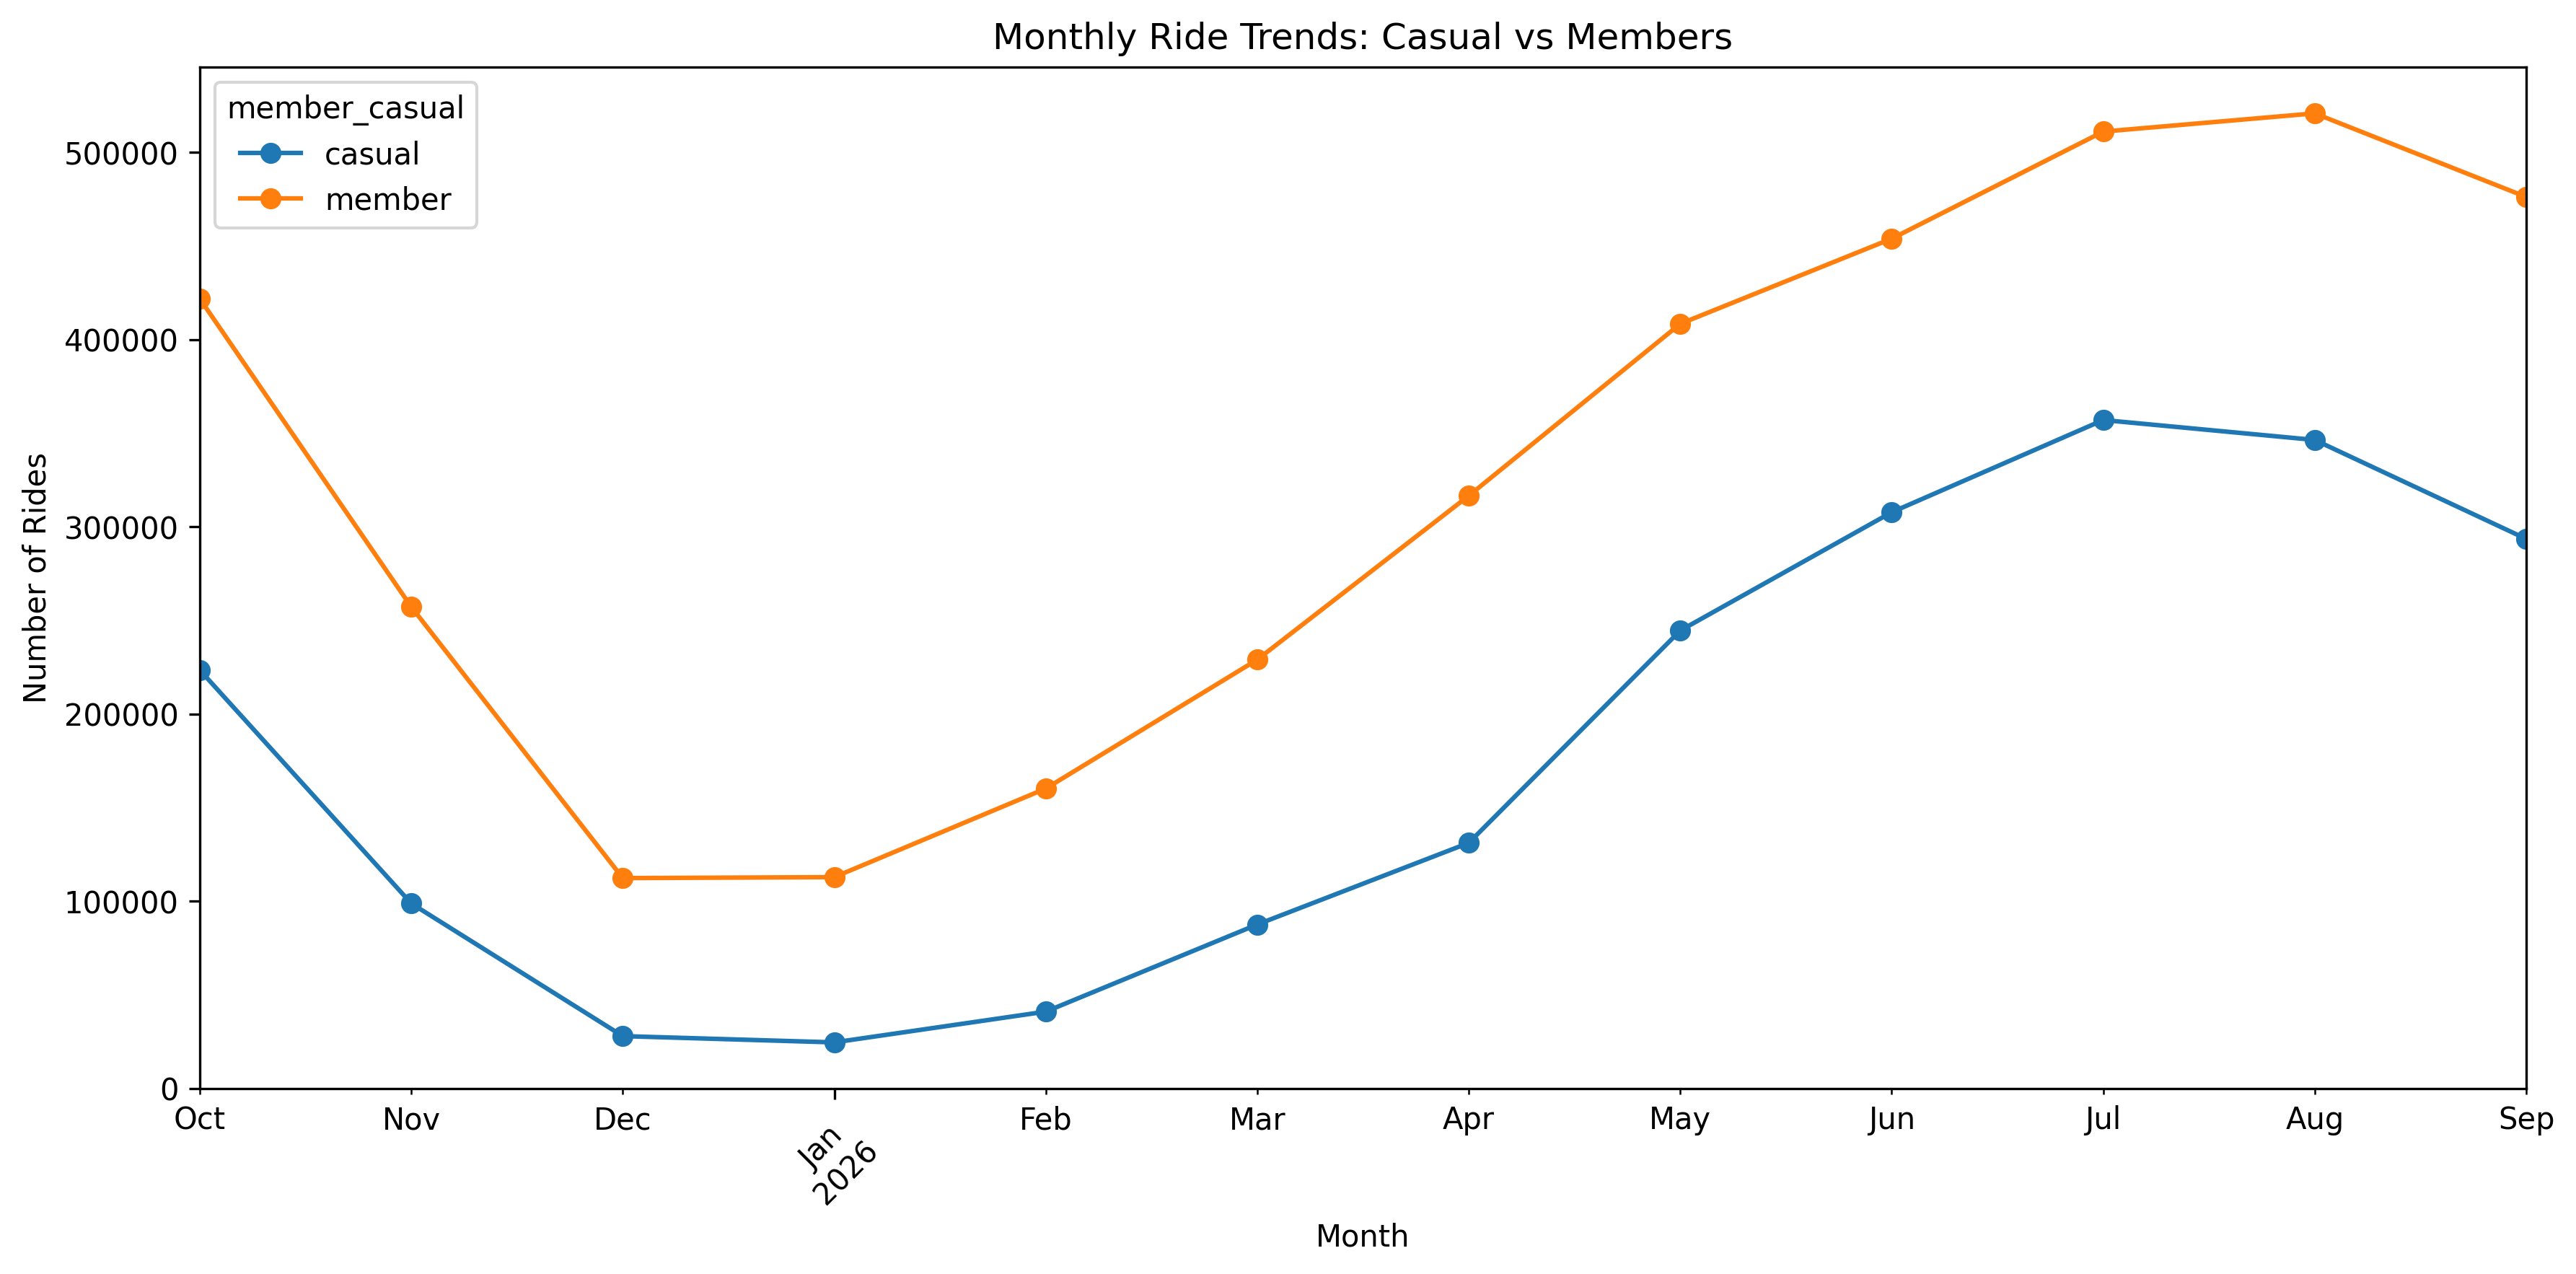 Monthly Ride Trends: Casual vs Members
member_casual
casual
member
Number of Rides
500000
400000
300000
200000
100000
0
Oct
Nov
Dec
Jan
2026
Feb
Mar
Apr
May
Jun
Jul
Aug
Sep
Month